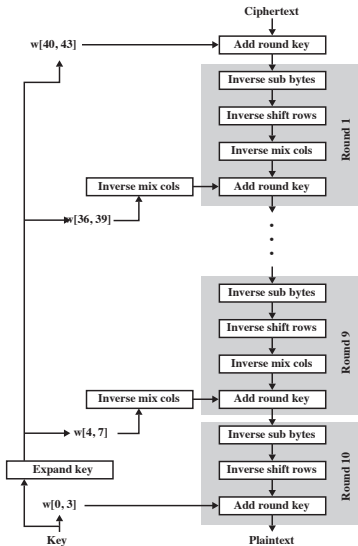 Ciphertext
w[40, 43]
Add round key
Inverse sub bytes
Inverse shift rows
Inverse mix cols
Inverse mix cols
Add round key
Round 1
w[36, 39]
Inverse sub bytes
Inverse shift rows
Inverse mix cols
Inverse mix cols
Add round key
Round 9
w[4, 7]
Inverse sub bytes
Expand key
Inverse shift rows
w[0, 3]
Add round key
Round 10
Key
Plaintext